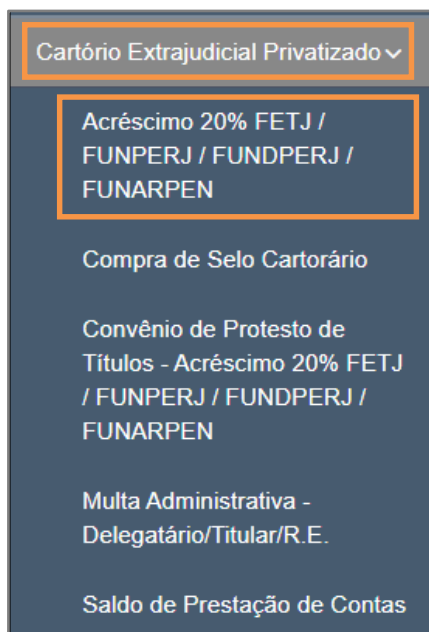 Cartório Extrajudicial Privatizado
Acréscimo 20% FETJ /
FUNPERJ / FUNDPERJ /
FUNARPEN
Compra de Selo Cartorário
Convênio de Protesto de
Títulos - Acréscimo 20% FETJ
/ FUNPERJ / FUNDPERJ /
FUNARPEN
Multa Administrativa -
Delegatário/Titular/R.E.
Saldo de Prestação de Contas